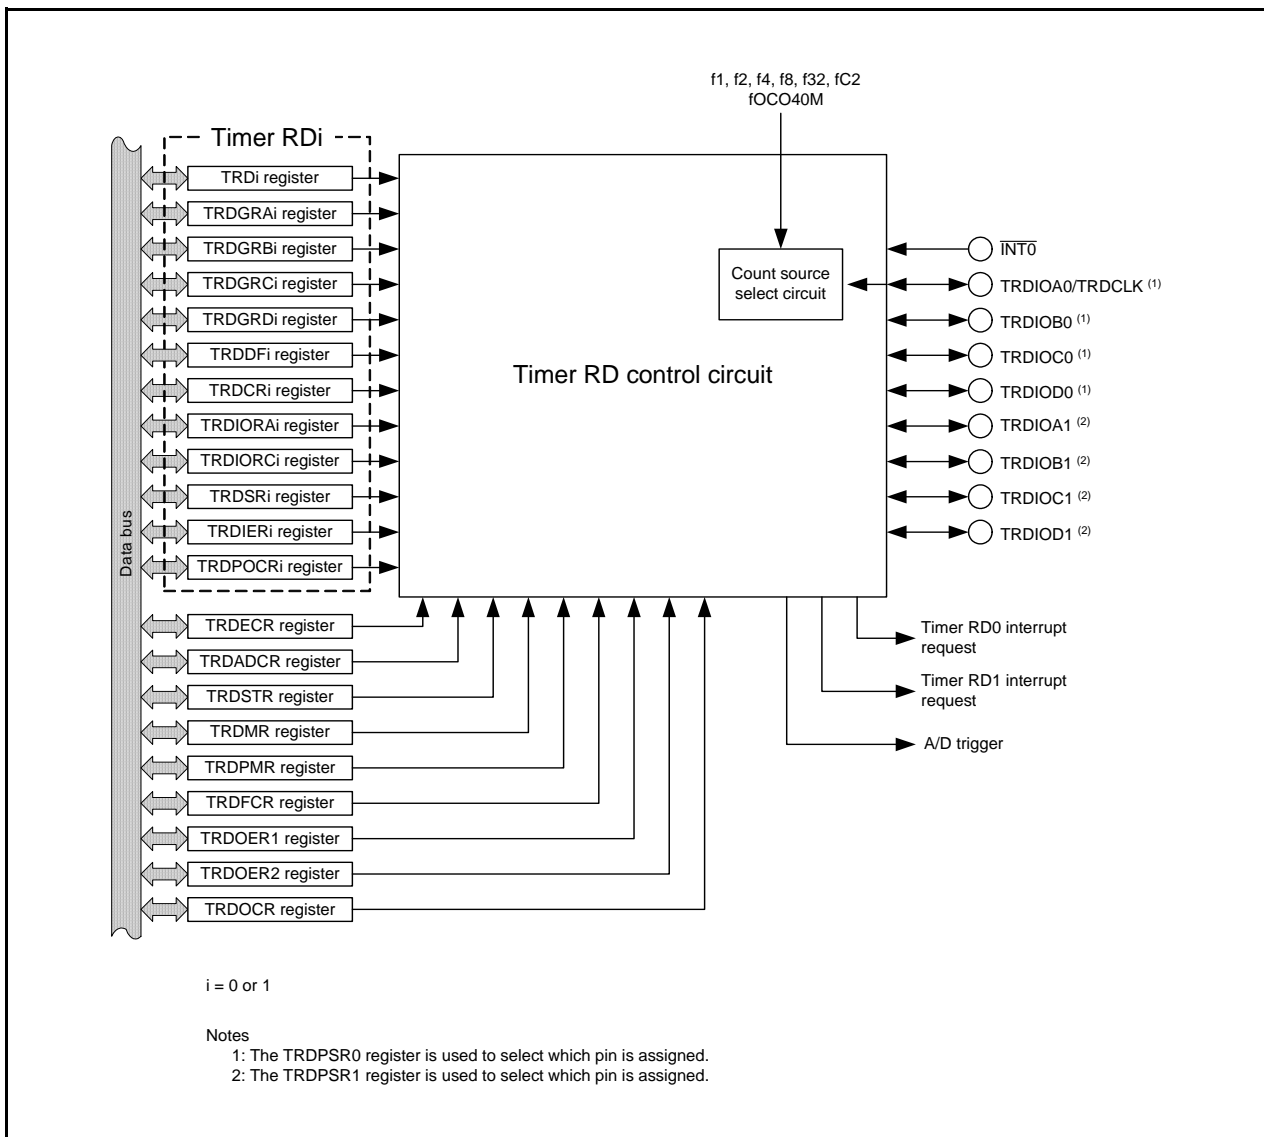 f1, f2, f4, f8, f32, fC2
fOCO40M
Timer RDi
TRDi register
TRDGRAi register
TRDGRBi register
TRDGRCi register
TRDGRDi register
TRDDFi register
TRDCRi register
TRDIORAi register
TRDIORCi register
TRDSRi register
TRDIERi register
TRDPOCRi register
Data bus
TRDECR register
TRDADCR register
TRDSTR register
TRDMR register
TRDPMR register
TRDFCR register
TRDOER1 register
TRDOER2 register
TRDOCR register
Timer RD control circuit
Count source
select circuit
INT0
TRDIOA0/TRDCLK (1)
TRDIOB0 (1)
TRDIOC0 (1)
TRDIOD0 (1)
TRDIOA1 (2)
TRDIOB1 (2)
TRDIOC1 (2)
TRDIOD1 (2)
Timer RD0 interrupt
request
Timer RD1 interrupt
request
A/D trigger
i = 0 or 1
Notes
1: The TRDPSR0 register is used to select which pin is assigned.
2: The TRDPSR1 register is used to select which pin is assigned.